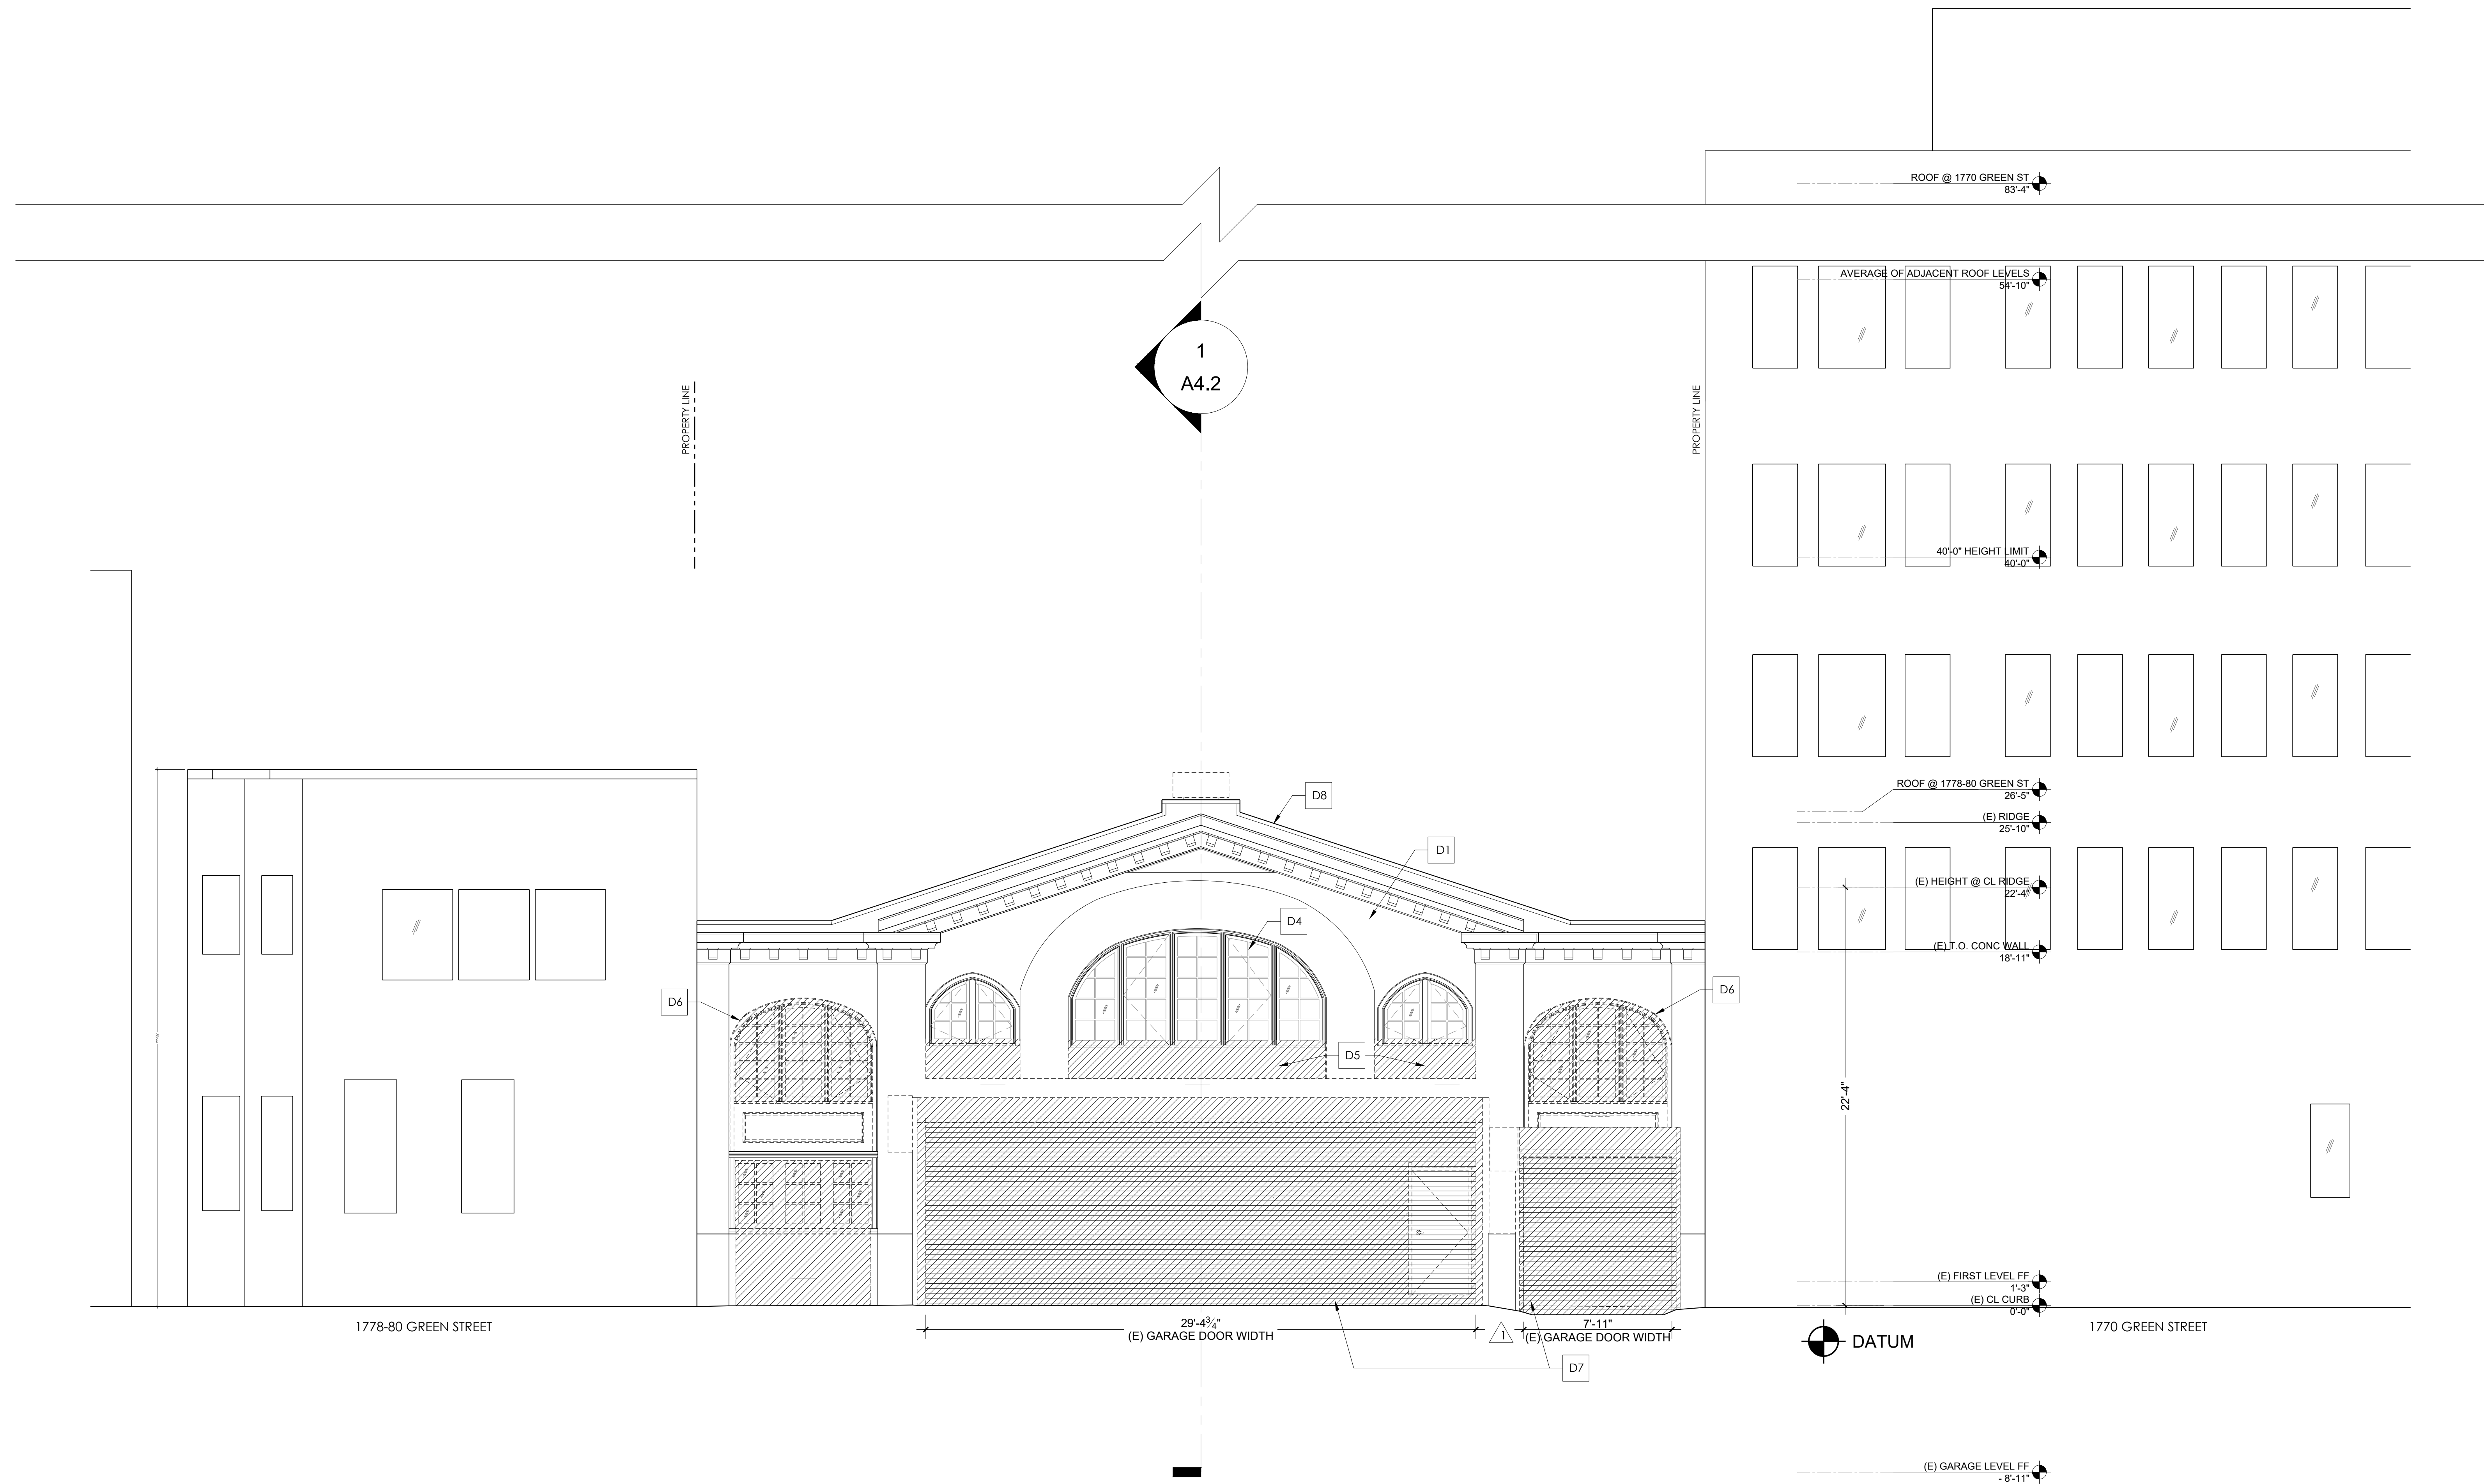 ROOF @ 1770 GREEN ST
83'-4"
AVERAGE OF ADJACENT ROOF LEVELS
54'-10"
1
A4.2
PROPERTY LINE
PROPERTY LINE
40'-0" HEIGHT LIMIT
40'-0"
D8
ROOF @ 1778-80 GREEN ST
26'-5"
(E) RIDGE
25'-10"
D1
(E) HEIGHT @ CL RIDGE
22'-4"
D4
(E) T.O. CONC WALL
18'-11"
D6
D6
D5
22'-4"
(E) FIRST LEVEL FF
1'-3"
(E) CL CURB
0'-0"
1778-80 GREEN STREET
29'-4¾"
(E) GARAGE DOOR WIDTH
1
7'-11"
(E) GARAGE DOOR WIDTH
1770 GREEN STREET
DATUM
D7
(E) GARAGE LEVEL FF
- 8'-11"